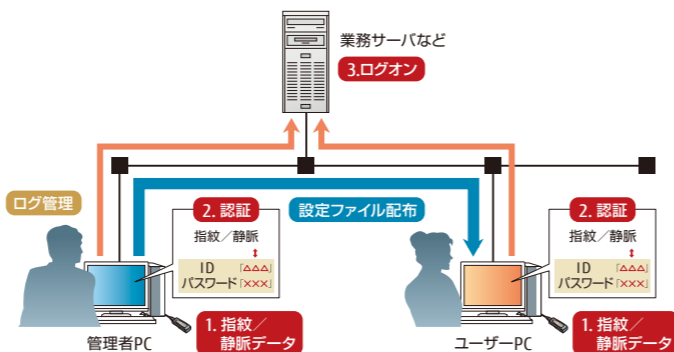 業務サーバなど
3.ログオン
ログ管理
2. 認証
指紋／静脈
ID 「△△△」
パスワード「×××」
設定ファイル配布
2. 認証
指紋／静脈
ID 「△△△」
パスワード「×××」
1. 指紋／
静脈データ
管理者PC
1. 指紋／
静脈データ
ユーザーPC